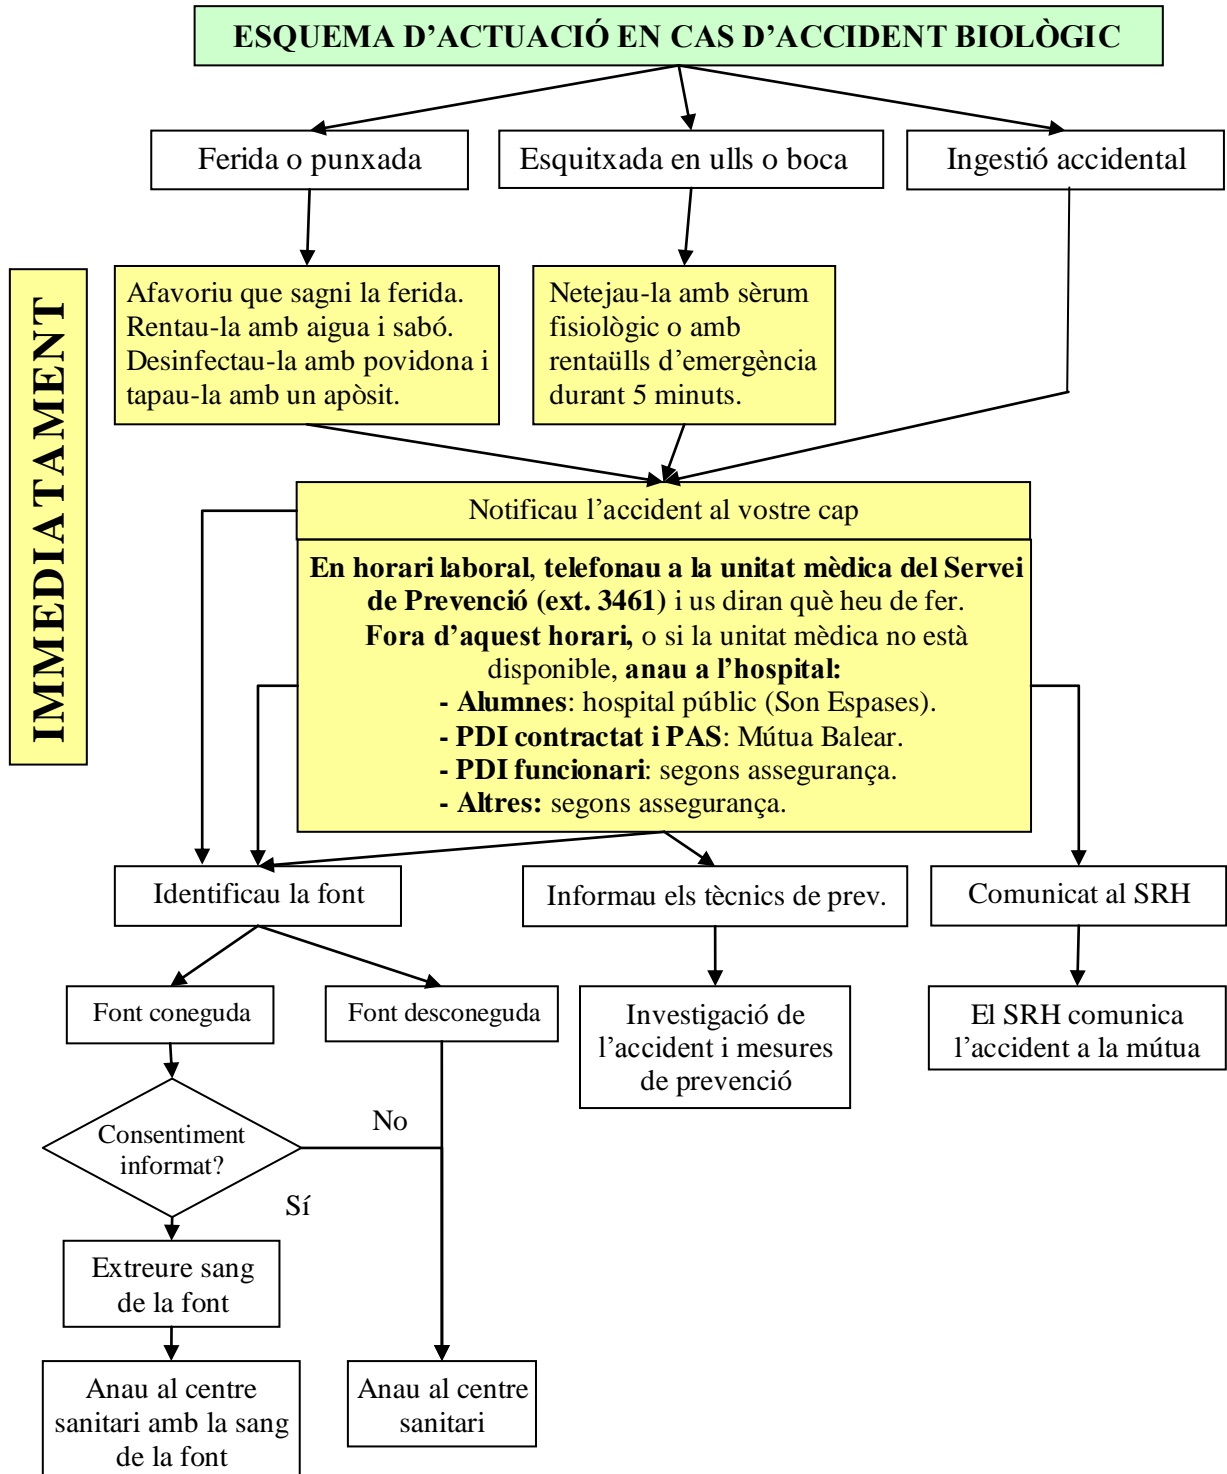 ESQUEMA D’ACTUACIÓ EN CAS D’ACCIDENT BIOLÒGIC
Ferida o punxada
Esquitxada en ulls o boca
Ingestió accidental
IMMEDIATAMENT
Afavoriu que sagni la ferida.
Rentau-la amb aigua i sabó.
Desinfectau-la amb povidona i
tapau-la amb un apòsit.
Netejau-la amb sèrum
fisiològic o amb
rentaülls d’emergència
durant 5 minuts.
Notificau l’accident al vostre cap
En horari laboral, telefonau a la unitat mèdica del Servei
de Prevenció (ext. 3461) i us diran què heu de fer.
Fora d’aquest horari, o si la unitat mèdica no està
disponible, anau a l’hospital:
- Alumnes: hospital públic (Son Espases).
- PDI contractat i PAS: Mútua Balear.
- PDI funcionari: segons assegurança.
- Altres: segons assegurança.
Identificau la font
Informau els tècnics de prev.
Comunicat al SRH
Font coneguda
Font desconeguda
Investigació de
l’accident i mesures
de prevenció
El SRH comunica
l’accident a la mútua
Consentiment
informat?
No
Sí
Extreure sang
de la font
Anau al centre
sanitari amb la sang
de la font
Anau al centre
sanitari